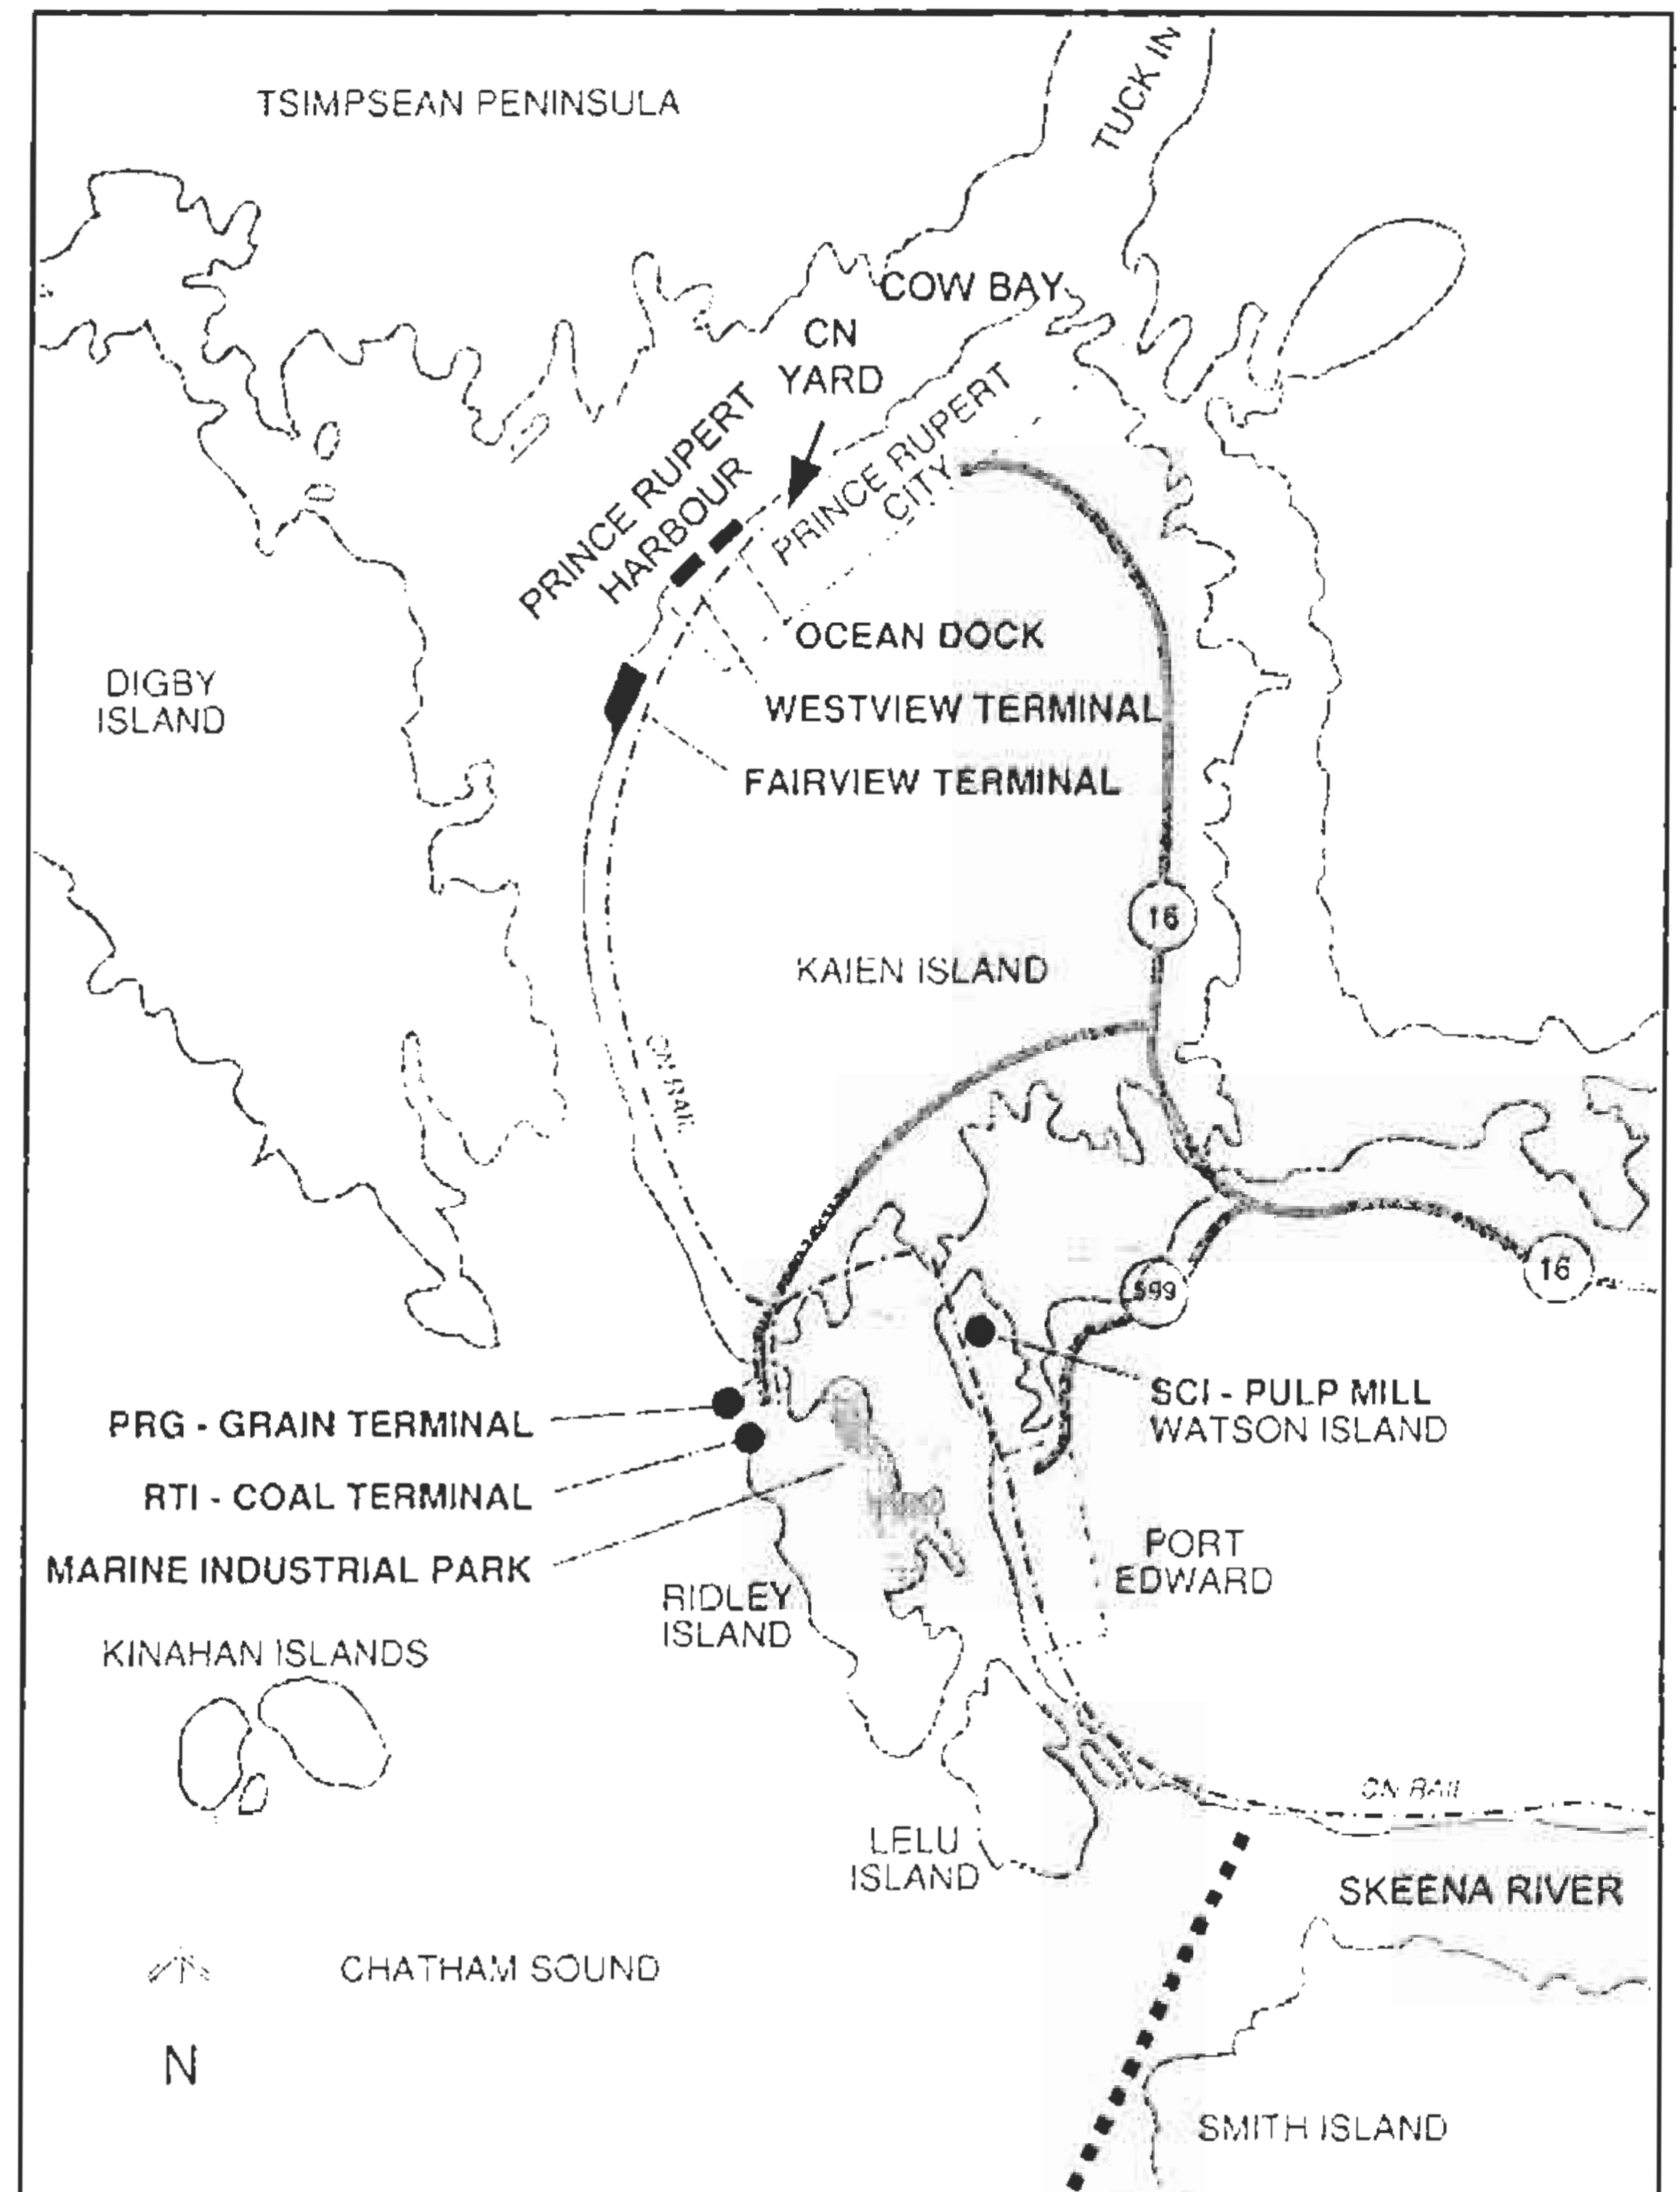 TSIMPSEAN PENINSULA
TUCK IN
COW BAY
CN
YARD
PRINCE RUPERT
HARBOUR
PRINCE RUPERT
CITY
OCEAN DOCK
DIGBY
ISLAND
WESTVIEW TERMINAL
FAIRVIEW TERMINAL
16
KAIEN ISLAND
CN RAIL
16
599
SCI - PULP MILL
WATSON ISLAND
PRG - GRAIN TERMINAL
RTI - COAL TERMINAL
MARINE INDUSTRIAL PARK
PORT
EDWARD
RIDLEY
ISLAND
KINAHAN ISLANDS
CN RAIL
LELU
ISLAND
SKEENA RIVER
CHATHAM SOUND
N
SMITH ISLAND